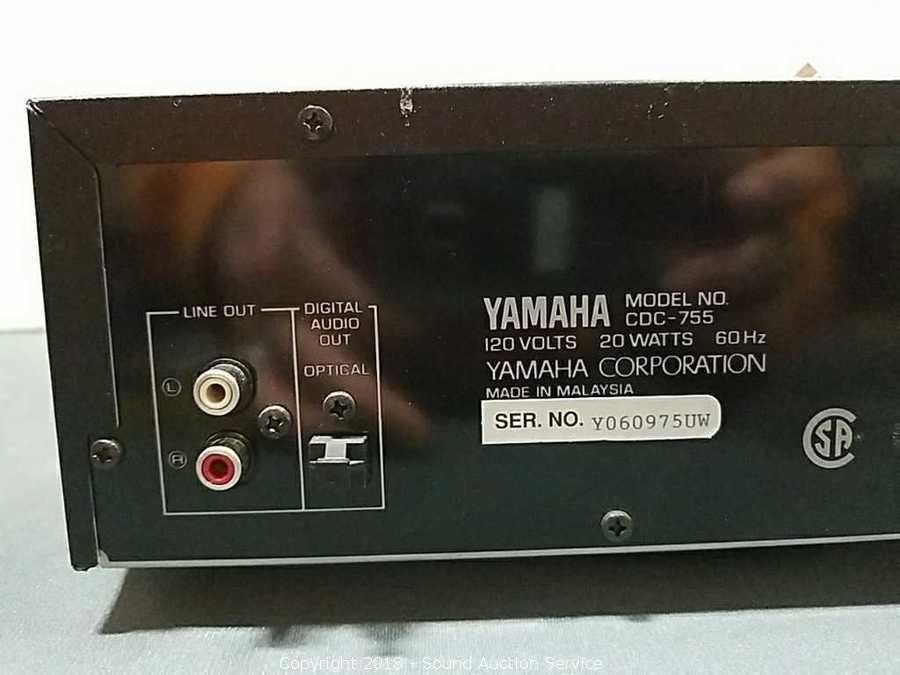 LINE OUT
DIGITAL
AUDIO
OUT
OPTICAL
L
R
YAMAHA
MODEL NO.
CDC-755
120 VOLTS 20 WATTS 60 Hz
YAMAHA CORPORATION
MADE IN MALAYSIA
SER. NO. Y060975UW
CSA
Copyright 2018 - Sound Auction Service